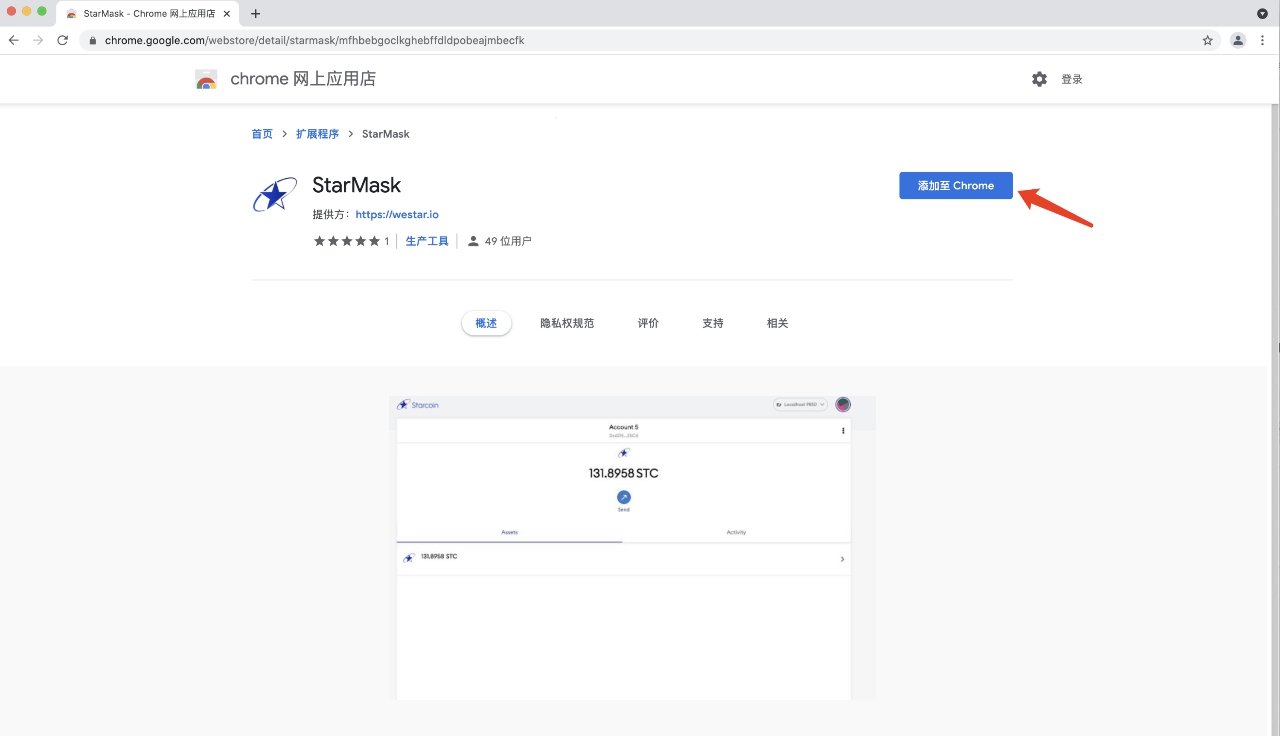 StarMask - Chrome 网上应用店
chrome.google.com/webstore/detail/starmask/mfhbebgoclkghebffdldpobeajmbecfk
chrome 网上应用店
登录
首页 > 扩展程序 > StarMask
StarMask
添加至 Chrome
提供方: https://westar.io
1 生产工具 49 位用户
概述 隐私权规范 评价 支持 相关
Starcoin
Localhost 9850
Account 5
131.8958 STC
Send
Assets Activity
131.8958 STC